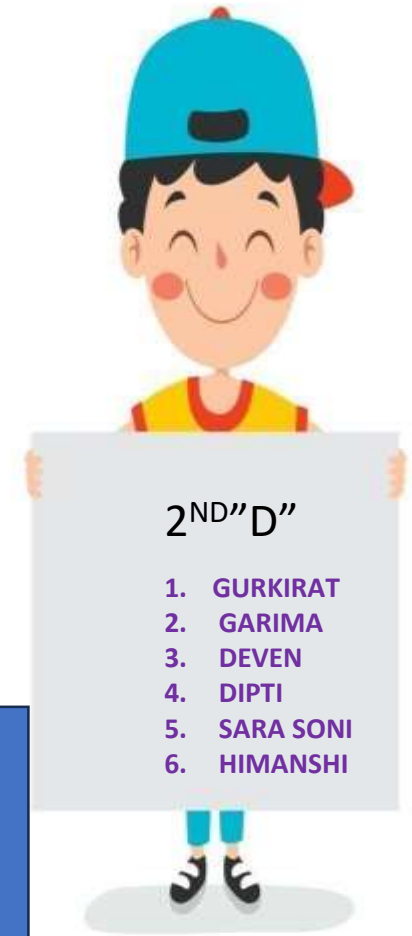 2ND”D”
1. GURKIRAT
2. GARIMA
3. DEVEN
4. DIPTI
5. SARA SONI
6. HIMANSHI